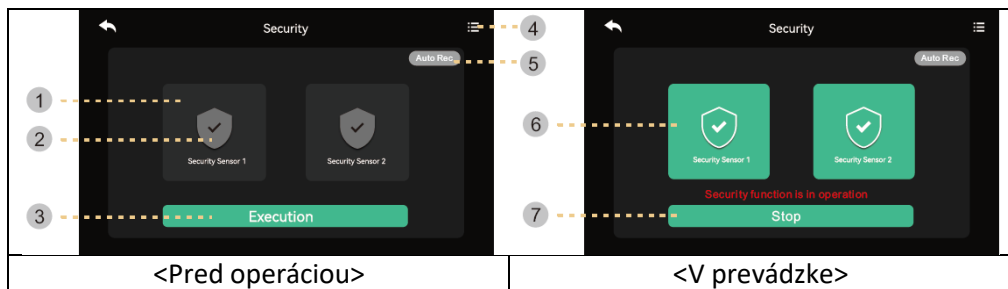 Security
4
Auto Rec
5
1
2
Security Sensor 1
Security Sensor 2
3
Execution
<Pred operáciou>
Security
Auto Rec
6
Security Sensor 1
Security Sensor 2
Security function is in operation
7
Stop
<V prevádzke>